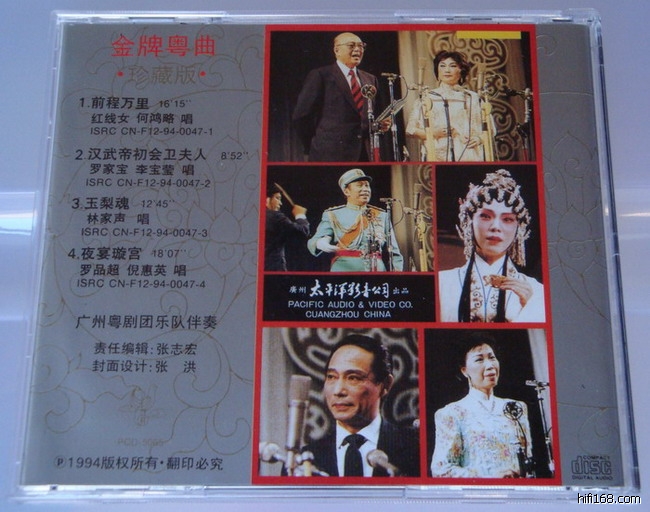 金牌粤曲
·珍藏版·
1.前程万里 16'15''
红线女 何鸿略 唱
ISRC CN-F12-94-0047-1
2.汉武帝初会卫夫人 8'52''
罗家宝 李宝莹 唱
ISRC CN-F12-94-0047-2
3.玉梨魂 12'45''
林家声 唱
ISRC CN-F12-94-0047-3
4.夜宴璇宫 18'07''
罗品超 倪惠英 唱
ISRC CN-F12-94-0047-4
广州粤剧团乐队伴奏
责任编辑:张志宏
封面设计:张 洪
ⓟ1994版权所有·翻印必究
廣州 太平洋影音公司 出品
PACIFIC AUDIO & VIDEO CO.
GUANGZHOU CHINA
COMPACT
DISC
DIGITAL AUDIO
hifi168.com